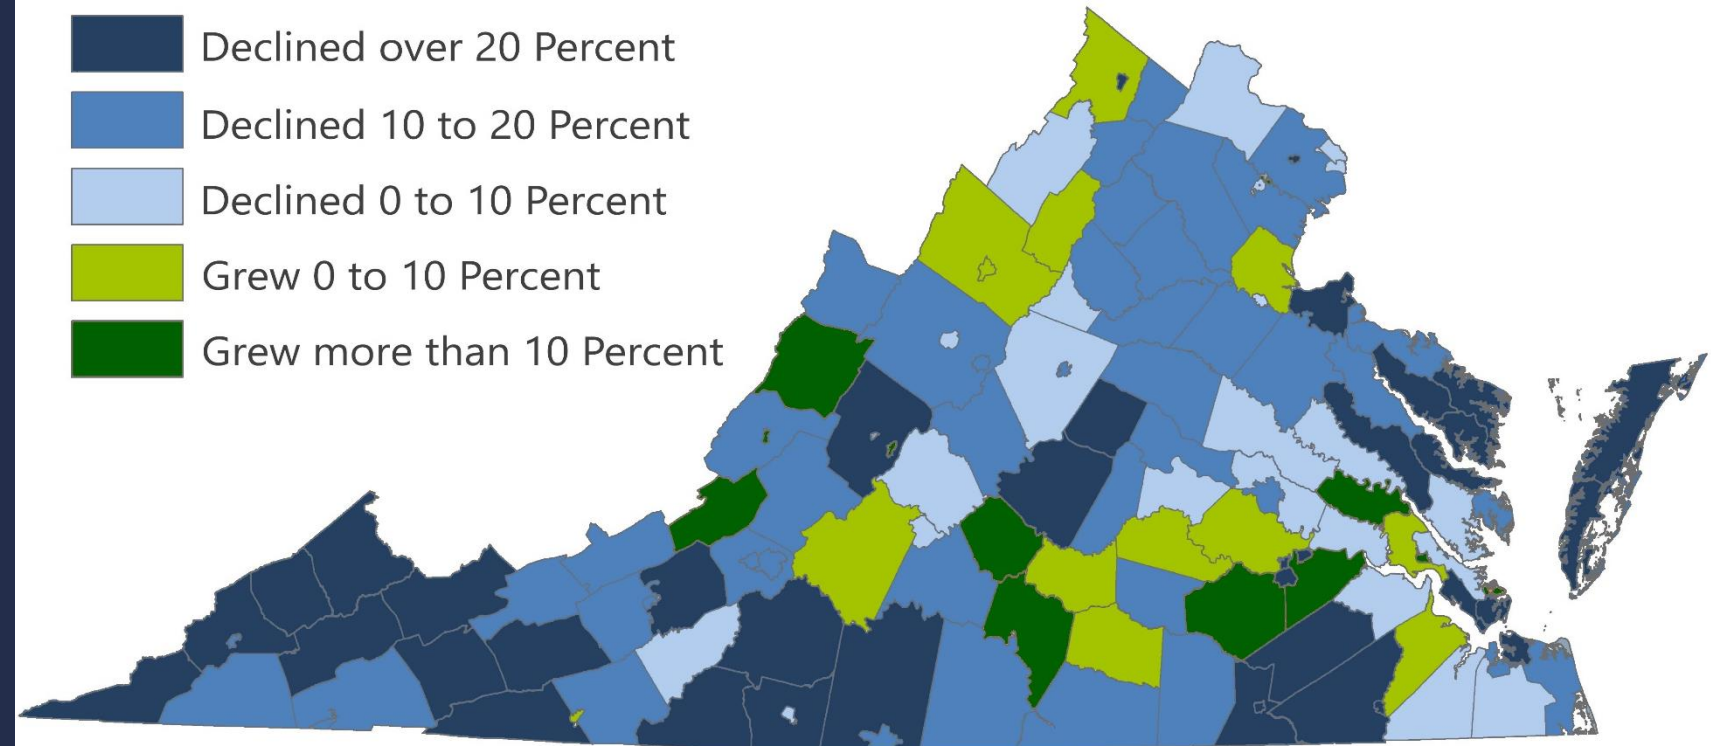 Declined over 20 Percent
Declined 10 to 20 Percent
Declined 0 to 10 Percent
Grew 0 to 10 Percent
Grew more than 10 Percent